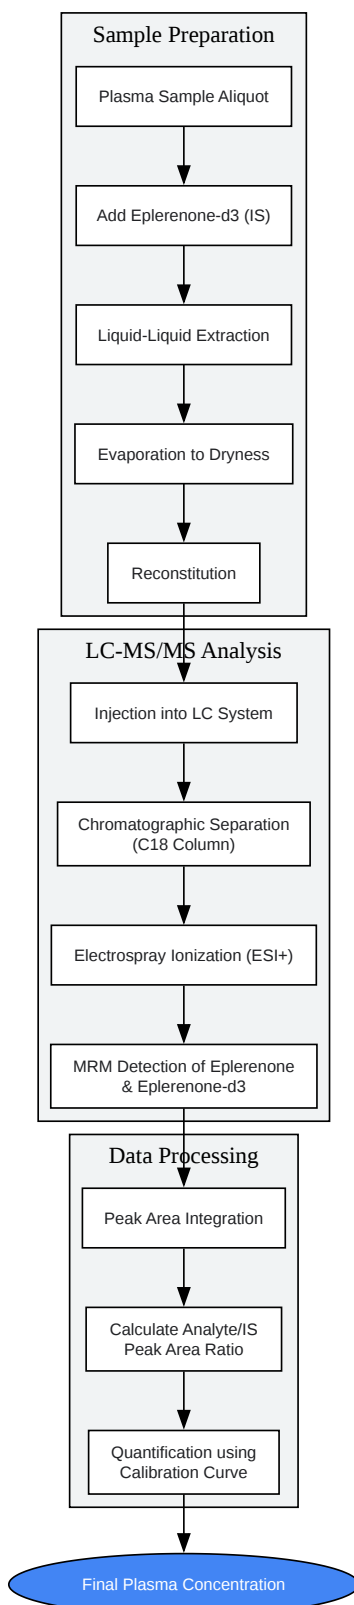 Sample Preparation
Plasma Sample Aliquot
Add Eplerenone-d3 (IS)
Liquid-Liquid Extraction
Evaporation to Dryness
Reconstitution
LC-MS/MS Analysis
Injection into LC System
Chromatographic Separation
(C18 Column)
Electrospray Ionization (ESI+)
MRM Detection of Eplerenone
& Eplerenone-d3
Data Processing
Peak Area Integration
Calculate Analyte/IS
Peak Area Ratio
Quantification using
Calibration Curve
Final Plasma Concentration